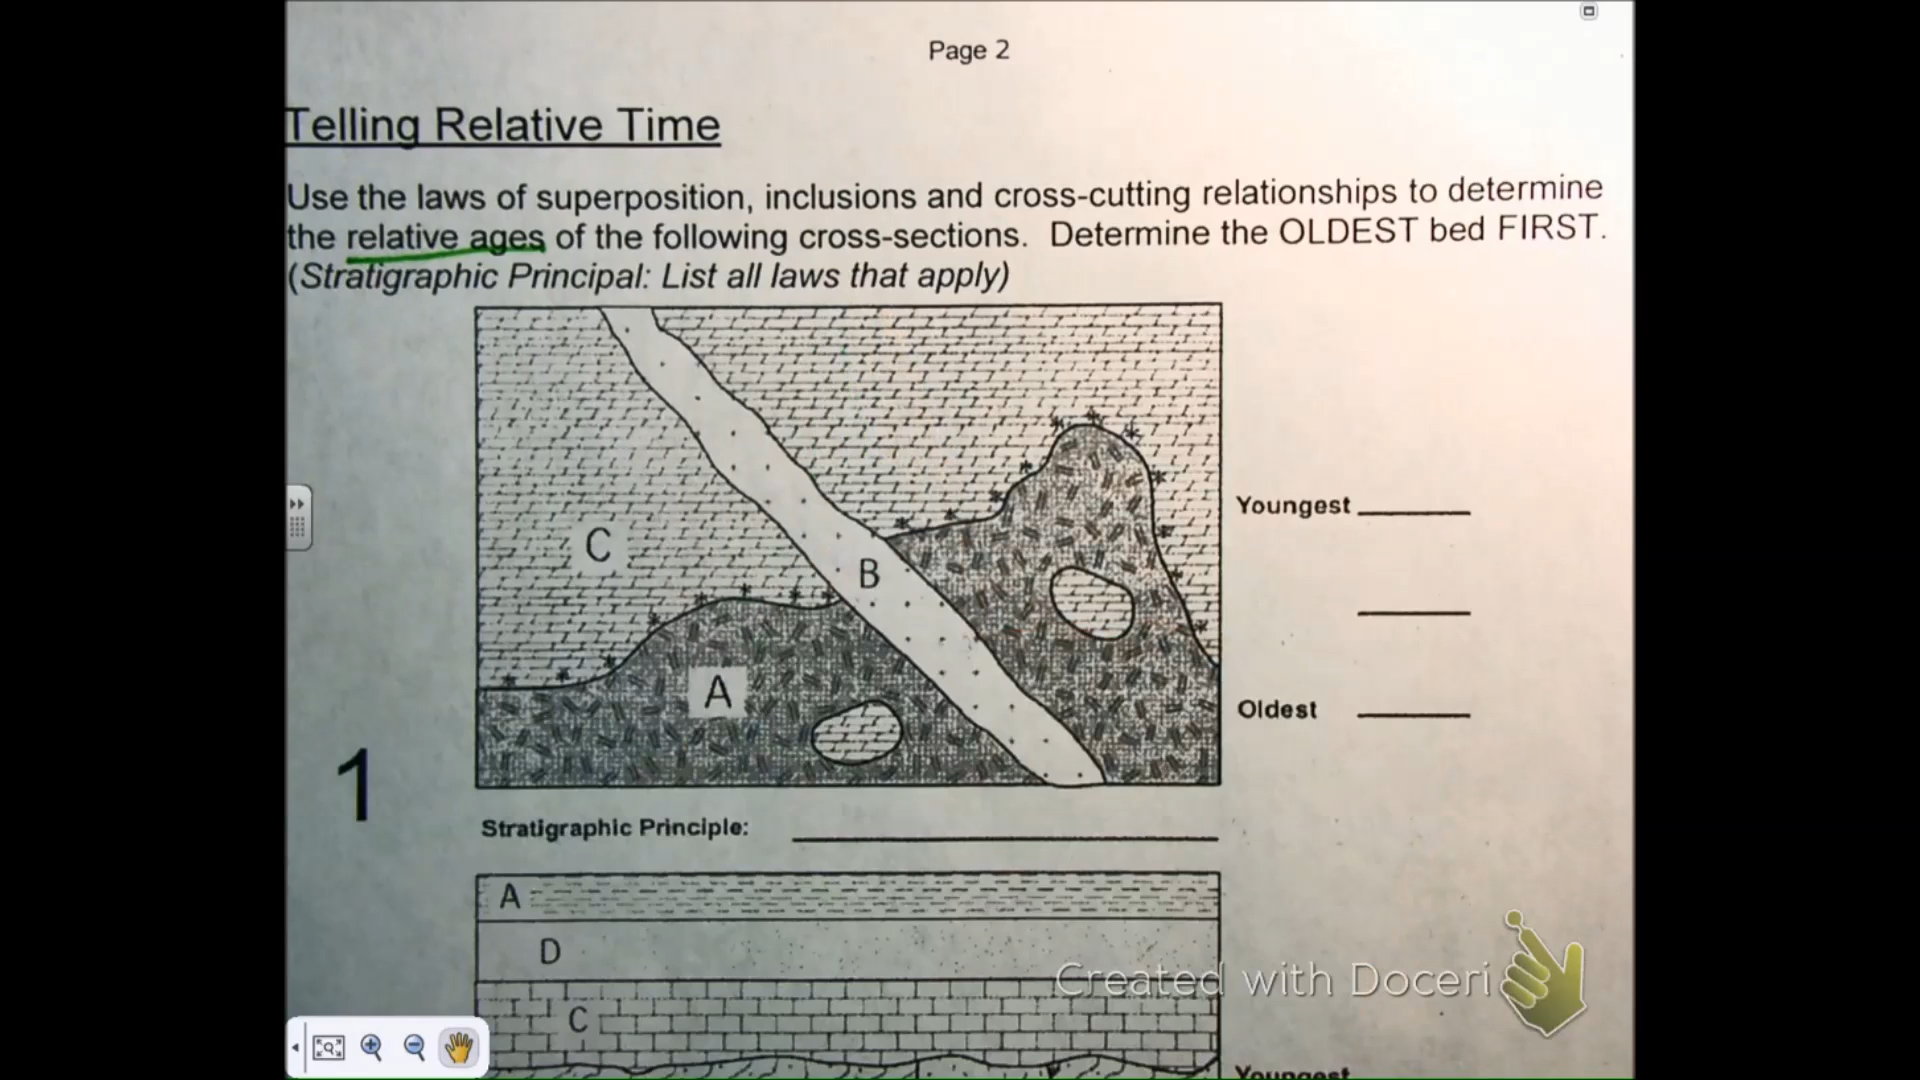 Page 2
Telling Relative Time
Use the laws of superposition, inclusions and cross-cutting relationships to determine
the relative ages of the following cross-sections. Determine the OLDEST bed FIRST.
(Stratigraphic Principal: List all laws that apply)
C
B
A
Youngest
Oldest
1
Stratigraphic Principle:
A
D
C
Youngest
Created with Doceri